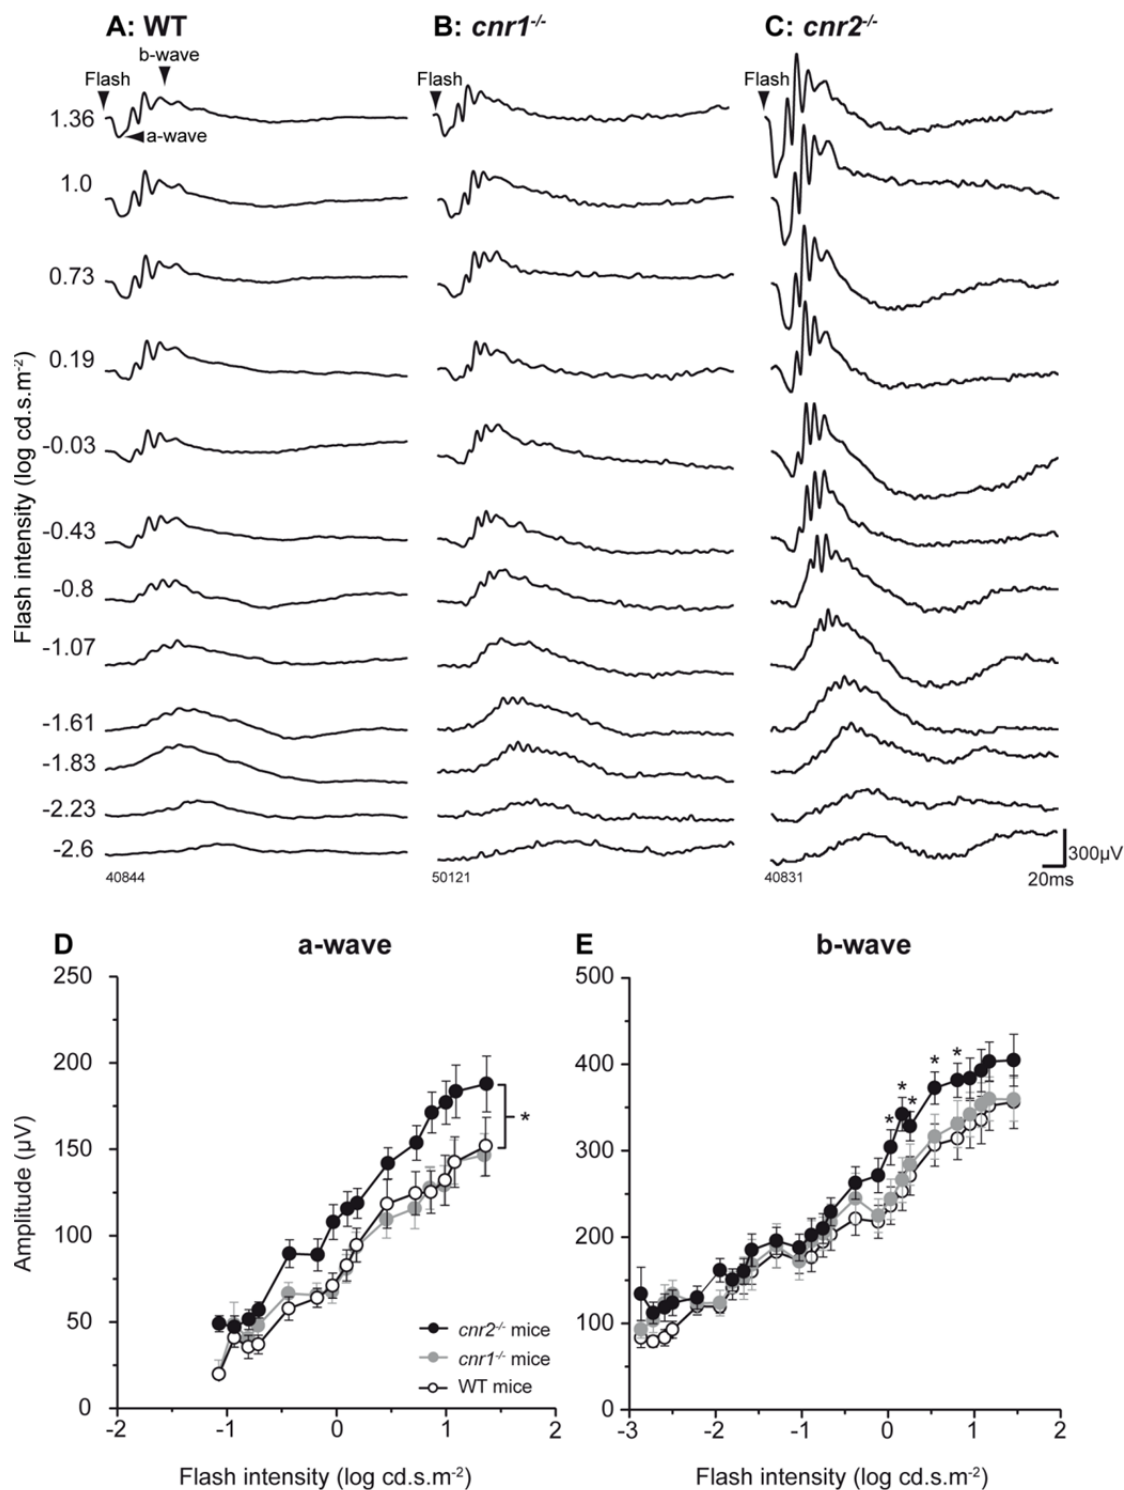 A: WT
B: cnr1-/-
C: cnr2-/-
b-wave
Flash
Flash
Flash
a-wave
Flash intensity (log cd.s.m-2)
1.36
1.0
0.73
0.19
-0.03
-0.43
-0.8
-1.07
-1.61
-1.83
-2.23
-2.6
300µV
20ms
40844
50121
40831
D
a-wave
Amplitude (µV)
250
200
150
100
50
0
-2
-1
0
1
2
*
cnr2-/- mice
cnr1-/- mice
WT mice
Flash intensity (log cd.s.m-2)
E
b-wave
500
400
300
200
100
0
-3
-2
-1
0
1
2
* * * * *
Flash intensity (log cd.s.m-2)